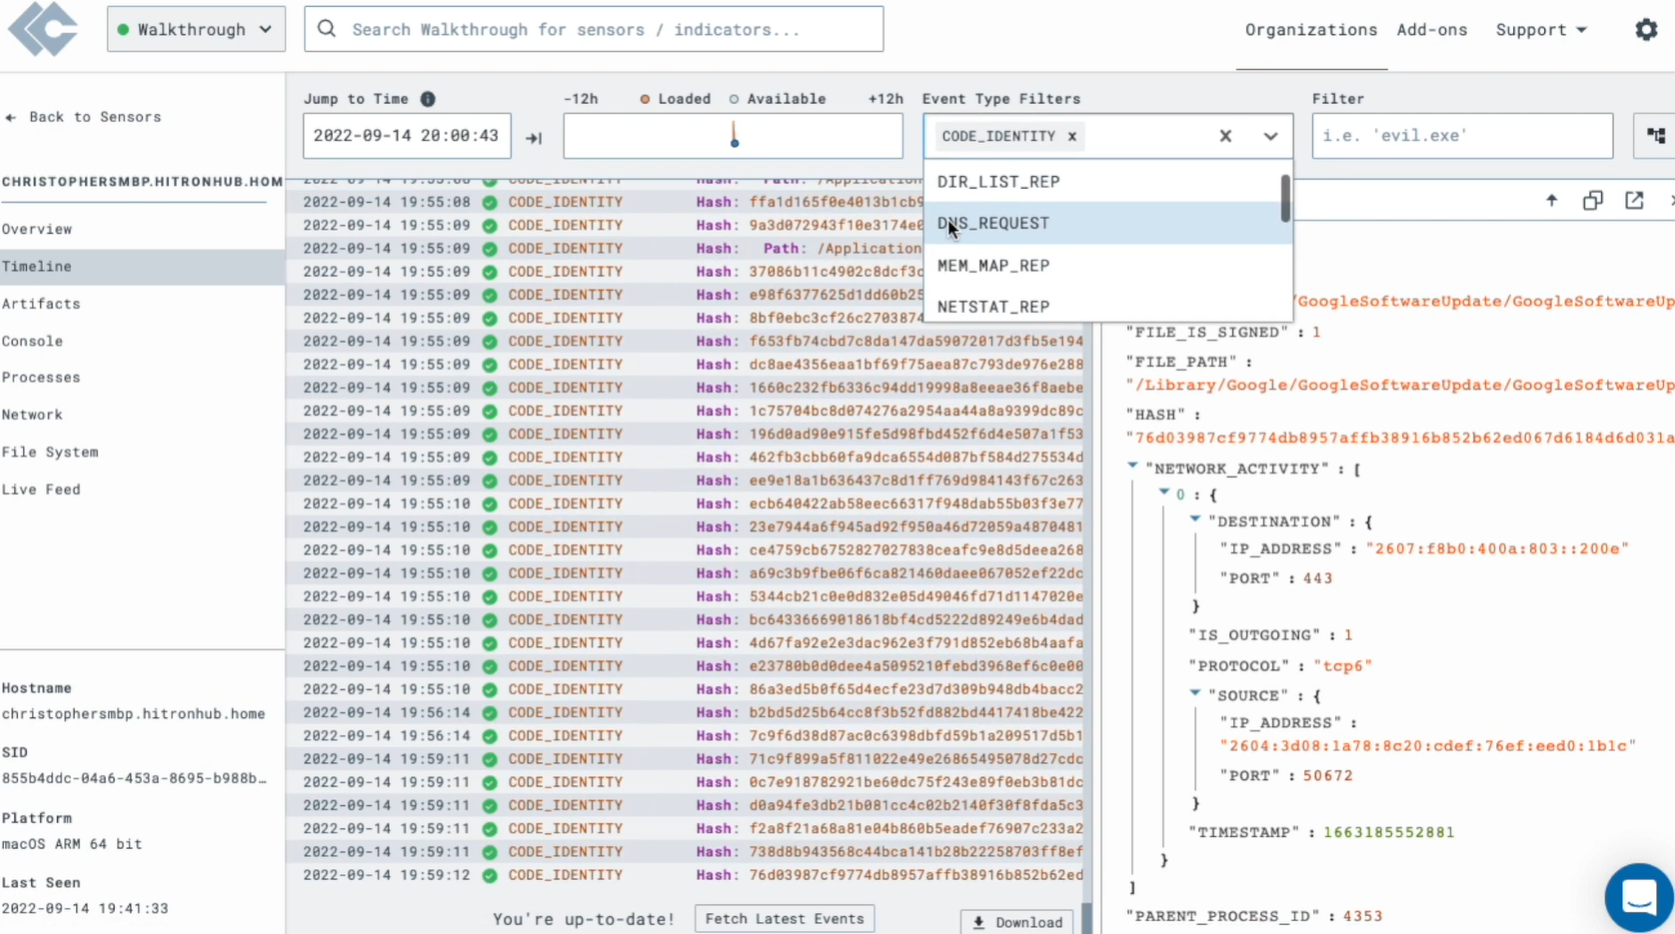 Walkthrough
Search Walkthrough for sensors / indicators...
Organizations
Add-ons
Support
Back to Sensors
CHRISTOPHERSMBP.HITRONHUB.HOM
Overview
Timeline
Artifacts
Console
Processes
Network
File System
Live Feed
Hostname
christophersmbp.hitronhub.home
SID
855b4ddc-04a6-453a-8695-b988b…
Platform
macOS ARM 64 bit
Last Seen
2022-09-14 19:41:33
Jump to Time
2022-09-14 20:00:43
-12h Loaded Available +12h
Event Type Filters
CODE_IDENTITY x
DIR_LIST_REP
DNS_REQUEST
MEM_MAP_REP
NETSTAT_REP
Filter
i.e. 'evil.exe'
2022-09-14 19:55:08 CODE_IDENTITY Hash: ffa1d165f0e4013b1cb9
2022-09-14 19:55:09 CODE_IDENTITY Hash: 9a3d072943f10e3174e0
2022-09-14 19:55:09 CODE_IDENTITY Hash: Path: /Application
2022-09-14 19:55:09 CODE_IDENTITY Hash: 37086b11c4902c8dcf3c
2022-09-14 19:55:09 CODE_IDENTITY Hash: e98f6377625d1dd60b25
2022-09-14 19:55:09 CODE_IDENTITY Hash: 8bf0ebc3cf26c2703874
2022-09-14 19:55:09 CODE_IDENTITY Hash: f653fb74cbd7c8da147da59072017d3fb5e194
2022-09-14 19:55:09 CODE_IDENTITY Hash: dc8ae4356eaa1bf69f75aea87c793de976e288
2022-09-14 19:55:09 CODE_IDENTITY Hash: 1660c232fb6336c94dd19998a8eeae36f8aebe
2022-09-14 19:55:09 CODE_IDENTITY Hash: 1c75704bc8d074276a2954aa44a8a9399dc89c
2022-09-14 19:55:09 CODE_IDENTITY Hash: 196d0ad90e915fe5d98fbd452f6d4e507a1f53
2022-09-14 19:55:09 CODE_IDENTITY Hash: 462fb3cbb60fa9dca6554d087bf584d275534d
2022-09-14 19:55:09 CODE_IDENTITY Hash: ee9e18a1b636437c8d1ff769d984143f67c263
2022-09-14 19:55:10 CODE_IDENTITY Hash: ecb640422ab58eec66317f948dab55b03f3e77
2022-09-14 19:55:10 CODE_IDENTITY Hash: 23e7944a6f945ad92f950a46d72059a4870481
2022-09-14 19:55:10 CODE_IDENTITY Hash: ce4759cb6752827027838ceafc9e8d5deea268
2022-09-14 19:55:10 CODE_IDENTITY Hash: a69c3b9fbe06f6ca821460daee067052ef22dc
2022-09-14 19:55:10 CODE_IDENTITY Hash: 5344cb21c0e0d832e05d49046fd71d1147020e
2022-09-14 19:55:10 CODE_IDENTITY Hash: bc64336669018618bf4cd5222d89249e6b4dad
2022-09-14 19:55:10 CODE_IDENTITY Hash: 4d67fa92e2e3dac962e3f791d852eb68b4aafa
2022-09-14 19:55:10 CODE_IDENTITY Hash: e23780b0d0dee4a5095210febd3968ef6c0e00
2022-09-14 19:55:10 CODE_IDENTITY Hash: 86a3ed5b0f65d4ecfe23d7d309b948db4bacc2
2022-09-14 19:56:14 CODE_IDENTITY Hash: b2bd5d25b64cc8f3b52fd882bd4417418be422
2022-09-14 19:56:14 CODE_IDENTITY Hash: 7c9f6d38d87ac0c6398dbfd59b1a209517d5b1
2022-09-14 19:59:11 CODE_IDENTITY Hash: 71c9f899a5f811022e49e26865495078d27cdc
2022-09-14 19:59:11 CODE_IDENTITY Hash: 0c7e918782921be60dc75f243e89f0eb3b81dc
2022-09-14 19:59:11 CODE_IDENTITY Hash: d0a94fe3db21b081cc4c02b2140f30f8fda5c3
2022-09-14 19:59:11 CODE_IDENTITY Hash: f2a8f21a68a81e04b860b5eadef76907c233a2
2022-09-14 19:59:11 CODE_IDENTITY Hash: 738d8b943568c44bca141b28b22258703ff8ef
2022-09-14 19:59:12 CODE_IDENTITY Hash: 76d03987cf9774db8957affb38916b852b62ed
You're up-to-date!
Fetch Latest Events
Download
/GoogleSoftwareUpdate/GoogleSoftwareUp
"FILE_IS_SIGNED" : 1
"FILE_PATH" :
"/Library/Google/GoogleSoftwareUpdate/GoogleSoftwareUp
"HASH" :
"76d03987cf9774db8957affb38916b852b62ed067d6184d6d031a
"NETWORK_ACTIVITY" : [
0 : {
"DESTINATION" : {
"IP_ADDRESS" : "2607:f8b0:400a:803::200e"
"PORT" : 443
}
"IS_OUTGOING" : 1
"PROTOCOL" : "tcp6"
"SOURCE" : {
"IP_ADDRESS" :
"2604:3d08:1a78:8c20:cdef:76ef:eed0:1b1c"
"PORT" : 50672
}
"TIMESTAMP" : 1663185552881
}
]
"PARENT_PROCESS_ID" : 4353